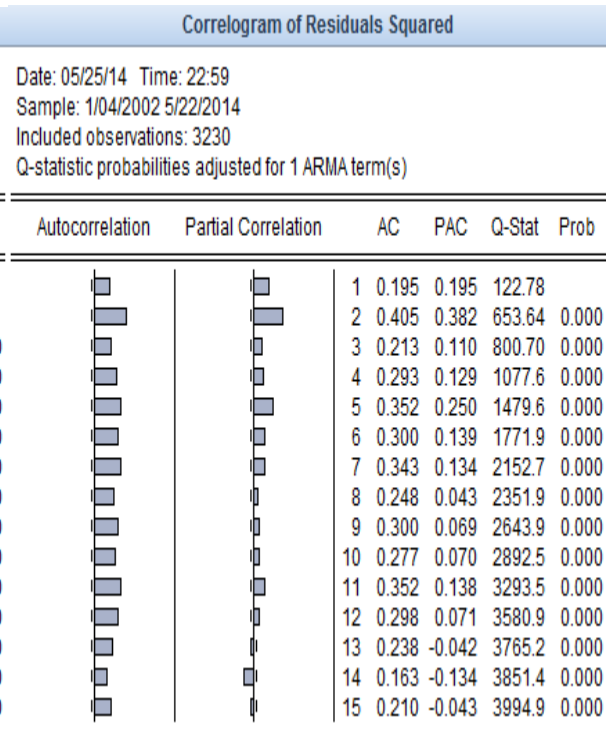 Correlogram of Residuals Squared
Date: 05/25/14 Time: 22:59
Sample: 1/04/2002 5/22/2014
Included observations: 3230
Q-statistic probabilities adjusted for 1 ARMA term(s)
Autocorrelation Partial Correlation AC PAC Q-Stat Prob
1 0.195 0.195 122.78
2 0.405 0.382 653.64 0.000
3 0.213 0.110 800.70 0.000
4 0.293 0.129 1077.6 0.000
5 0.352 0.250 1479.6 0.000
6 0.300 0.139 1771.9 0.000
7 0.343 0.134 2152.7 0.000
8 0.248 0.043 2351.9 0.000
9 0.300 0.069 2643.9 0.000
10 0.277 0.070 2892.5 0.000
11 0.352 0.138 3293.5 0.000
12 0.298 0.071 3580.9 0.000
13 0.238 -0.042 3765.2 0.000
14 0.163 -0.134 3851.4 0.000
15 0.210 -0.043 3994.9 0.000